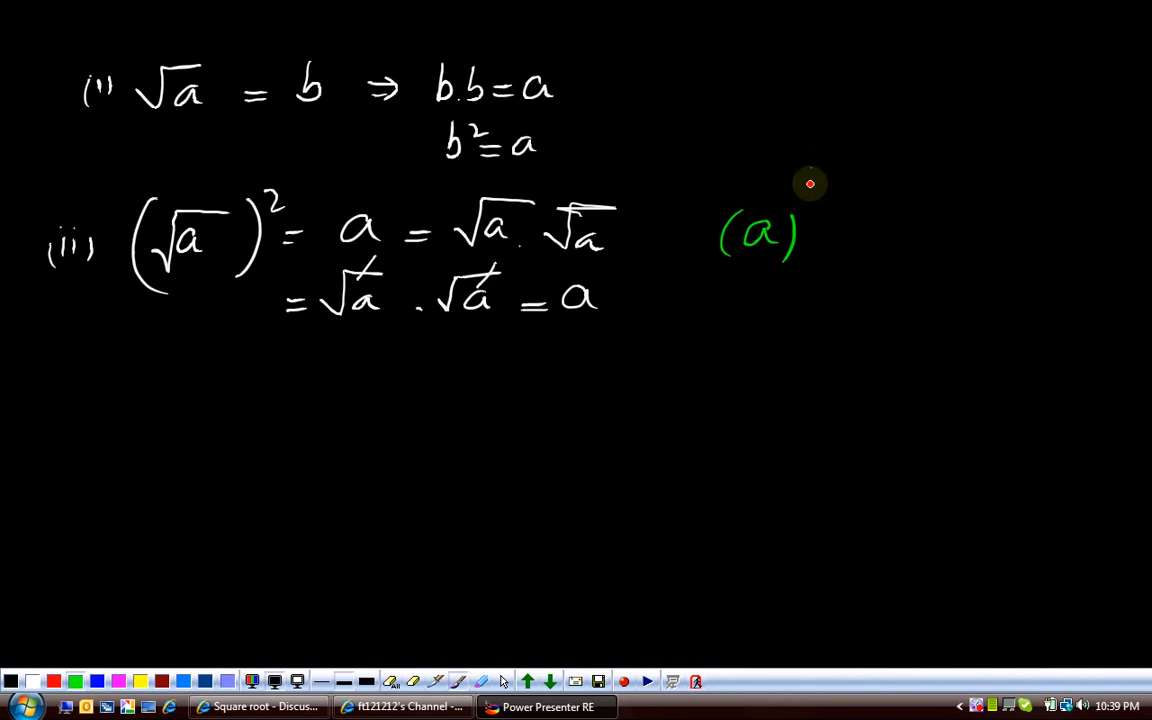 (i) √a = b ⇒ b.b = a
b² = a
(ii) (√a)² = a = √a . √a (a)
= √a . √a = a
Square root - Discus... ft121212's Channel -... Power Presenter RE 10:39 PM